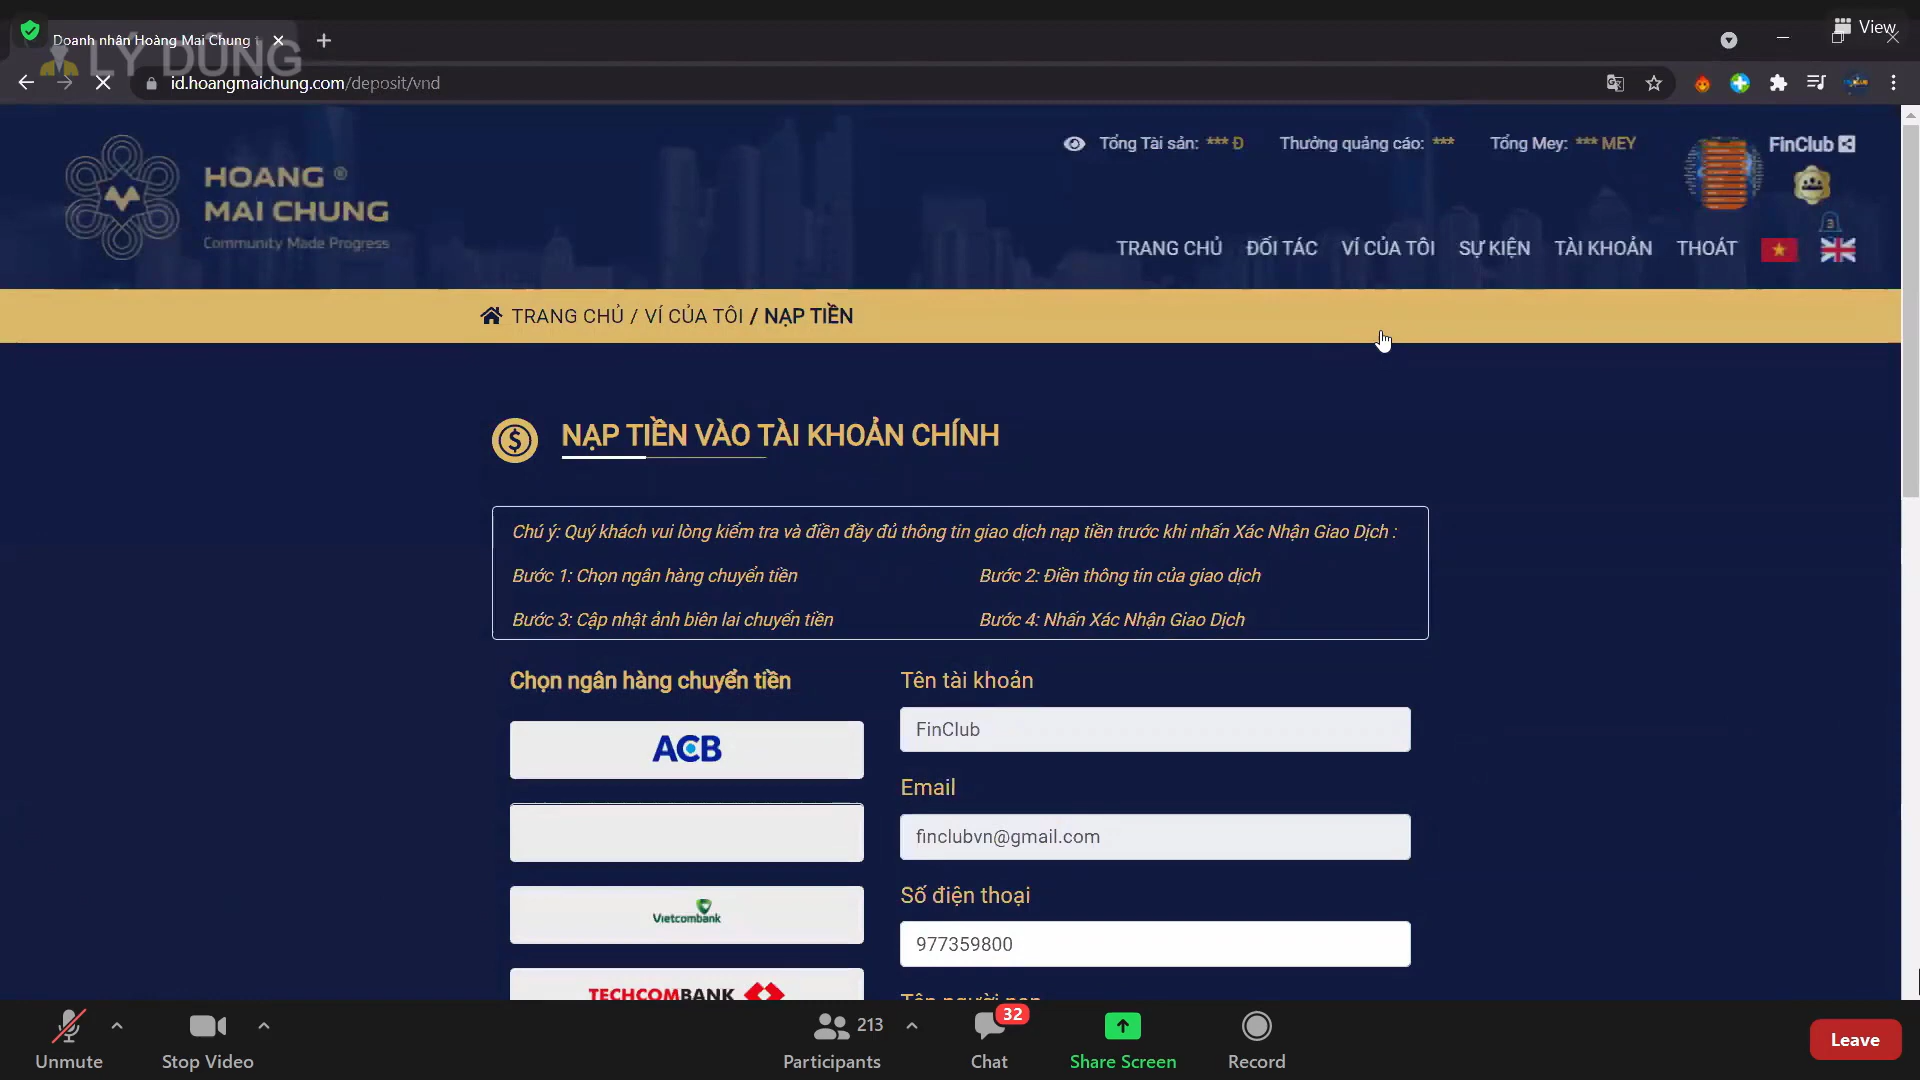 View
Doanh nhân Hoàng Mai Chung
LÝ DŨNG
id.hoangmaichung.com/deposit/vnd
Tổng Tài sản: *** Đ
Thưởng quảng cáo: ***
Tổng Mey: *** MEY
FinClub
HOANG ®
MAI CHUNG
Community Made Progress
3
TRANG CHỦ
ĐỐI TÁC
VÍ CỦA TÔI
SỰ KIỆN
TÀI KHOẢN
THOÁT
TRANG CHỦ / VÍ CỦA TÔI / NẠP TIỀN
NẠP TIỀN VÀO TÀI KHOẢN CHÍNH
Chú ý: Quý khách vui lòng kiểm tra và điền đầy đủ thông tin giao dịch nạp tiền trước khi nhấn Xác Nhận Giao Dịch :
Bước 1: Chọn ngân hàng chuyển tiền
Bước 2: Điền thông tin của giao dịch
Bước 3: Cập nhật ảnh biên lai chuyển tiền
Bước 4: Nhấn Xác Nhận Giao Dịch
Chọn ngân hàng chuyển tiền
Tên tài khoản
ACB
FinClub
Email
finclubvn@gmail.com
Vietcombank
Số điện thoại
977359800
TECHCOMBANK
Unmute
Stop Video
213
Participants
32
Chat
Share Screen
Record
Leave